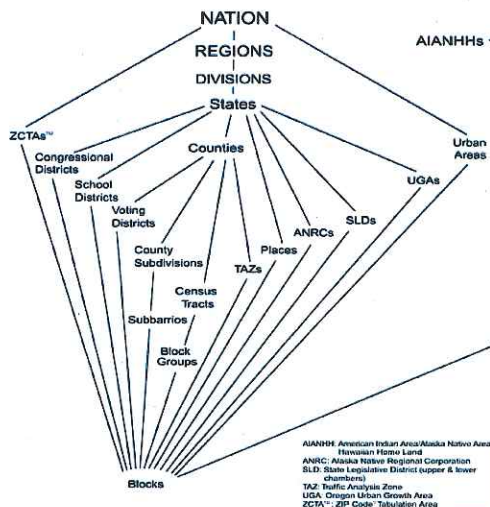 NATION
AIANHHs
REGIONS
DIVISIONS
States
ZCTAs™
Urban
Areas
Congressional
Districts
Counties
School
Districts
UGAs
Voting
Districts
SLDs
ANRCs
County
Subdivisions
Places
TAZs
Census
Tracts
Subbarrios
Block
Groups
Blocks
AIANHH: American Indian Area/Alaska Native Area
Hawaiian Home Land
ANRC: Alaska Native Regional Corporation
SLD: State Legislative District (upper & lower
chambers)
TAZ: Traffic Analysis Zone
UGA: Oregon Urban Growth Area
ZCTA™: ZIP Code™ Tabulation Area